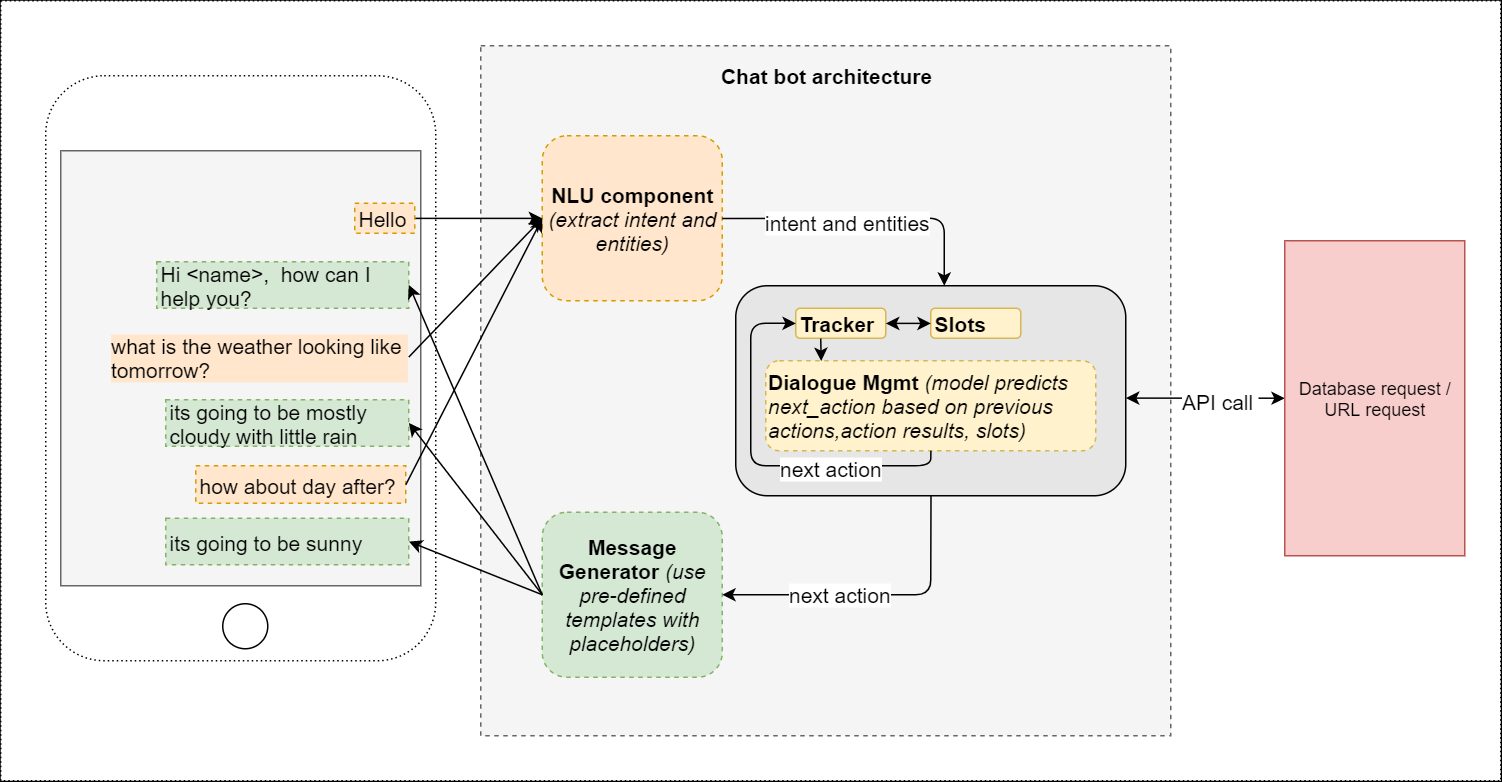 Chat bot architecture
Hello
Hi <name>,  how can I
help you?
what is the weather looking like
tomorrow?
its going to be mostly
cloudy with little rain
how about day after?
its going to be sunny
NLU component
(extract intent and
entities)
intent and entities
Tracker
Slots
Dialogue Mgmt (model predicts
next_action based on previous
actions,action results, slots)
next action
API call
Database request /
URL request
Message
Generator (use
pre-defined
templates with
placeholders)
next action